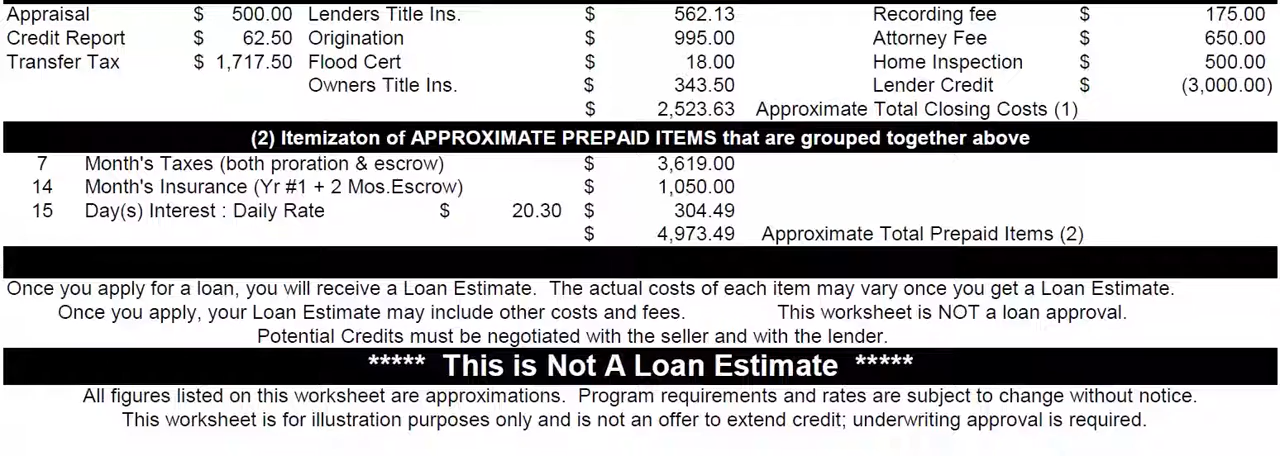 Appraisal $ 500.00 Lenders Title Ins. $ 562.13 Recording fee $ 175.00
Credit Report $ 62.50 Origination $ 995.00 Attorney Fee $ 650.00
Transfer Tax $ 1,717.50 Flood Cert $ 18.00 Home Inspection $ 500.00
Owners Title Ins. $ 343.50 Lender Credit $ (3,000.00)
$ 2,523.63 Approximate Total Closing Costs (1)
(2) Itemizaton of APPROXIMATE PREPAID ITEMS that are grouped together above
7 Month's Taxes (both proration & escrow) $ 3,619.00
14 Month's Insurance (Yr #1 + 2 Mos.Escrow) $ 1,050.00
15 Day(s) Interest : Daily Rate $ 20.30 $ 304.49
$ 4,973.49 Approximate Total Prepaid Items (2)
Once you apply for a loan, you will receive a Loan Estimate. The actual costs of each item may vary once you get a Loan Estimate.
Once you apply, your Loan Estimate may include other costs and fees. This worksheet is NOT a loan approval.
Potential Credits must be negotiated with the seller and with the lender.
***** This is Not A Loan Estimate *****
All figures listed on this worksheet are approximations. Program requirements and rates are subject to change without notice.
This worksheet is for illustration purposes only and is not an offer to extend credit; underwriting approval is required.